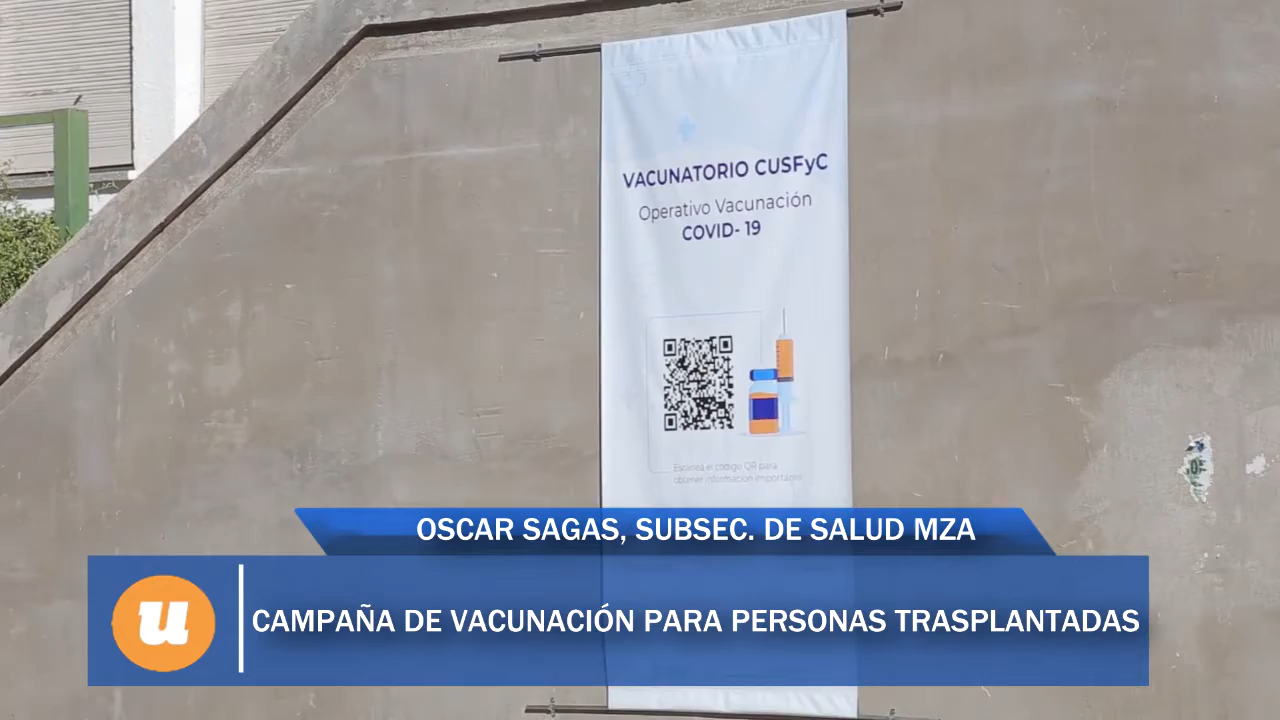 VACUNATORIO CUSFyC
Operativo Vacunación
COVID- 19
Escanea el código QR para
obtener información importante
OSCAR SAGAS, SUBSEC. DE SALUD MZA
u
CAMPAÑA DE VACUNACIÓN PARA PERSONAS TRASPLANTADAS